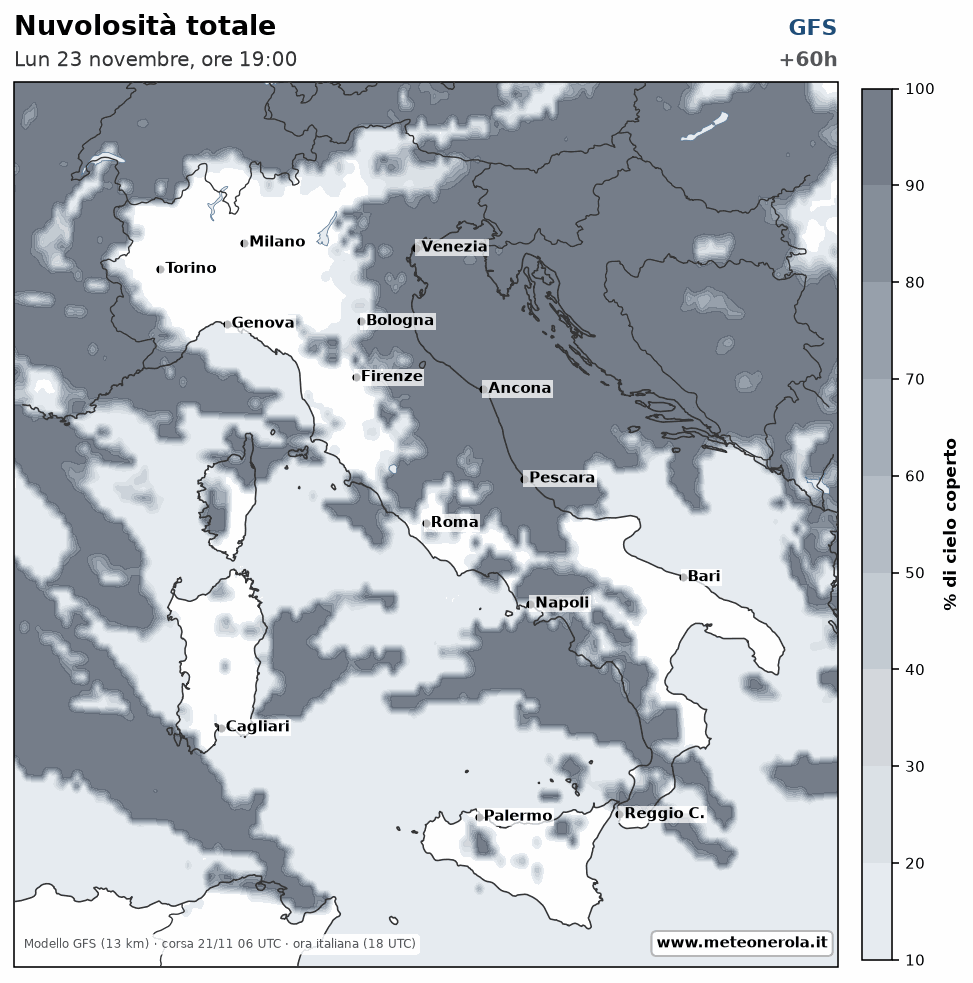 Nuvolosità totale
GFS
Lun 23 novembre, ore 19:00
+60h
Milano
Venezia
Torino
Genova
Bologna
Firenze
Ancona
Pescara
Roma
Bari
Napoli
Cagliari
Palermo
Reggio C.
100
90
80
70
60
50
40
30
20
10
% di cielo coperto
Modello GFS (13 km) · corsa 21/11 06 UTC · ora italiana (18 UTC)
www.meteonerola.it